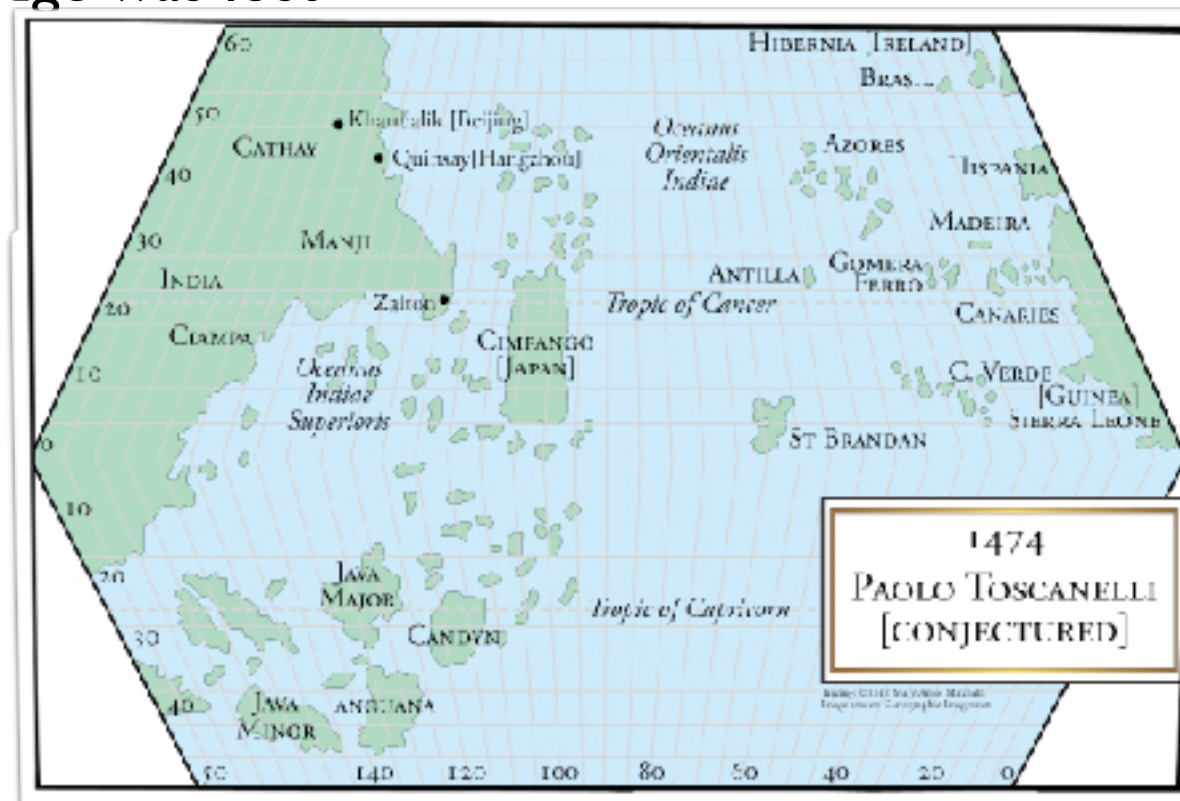 60
HIBERNIA [IRELAND]
50
Khanbalik [Beijing]
CATHAY
Quinsay [Hangzhou]
Oceanus
Orientalis
Indiae
AZORES
HISPANIA
40
MADEIRA
30
MANJI
INDIA
ANTILLA
GOMERA
FERRO
20
Zaiton
Tropic of Cancer
CANARIES
CIAMPA
CIMPANGO
[JAPAN]
Oceanus
Indiae
Superioris
10
C. VERDE
[GUINEA]
SIERRA LEONE
ST BRANDAN
0
10
1474
PAOLO TOSCANELLI
[CONJECTURED]
20
JAVA
MAJOR
Tropic of Capricorn
CANDYN
30
40
JAVA
MINOR
ANGUANA
140
120
100
80
60
40
20
0